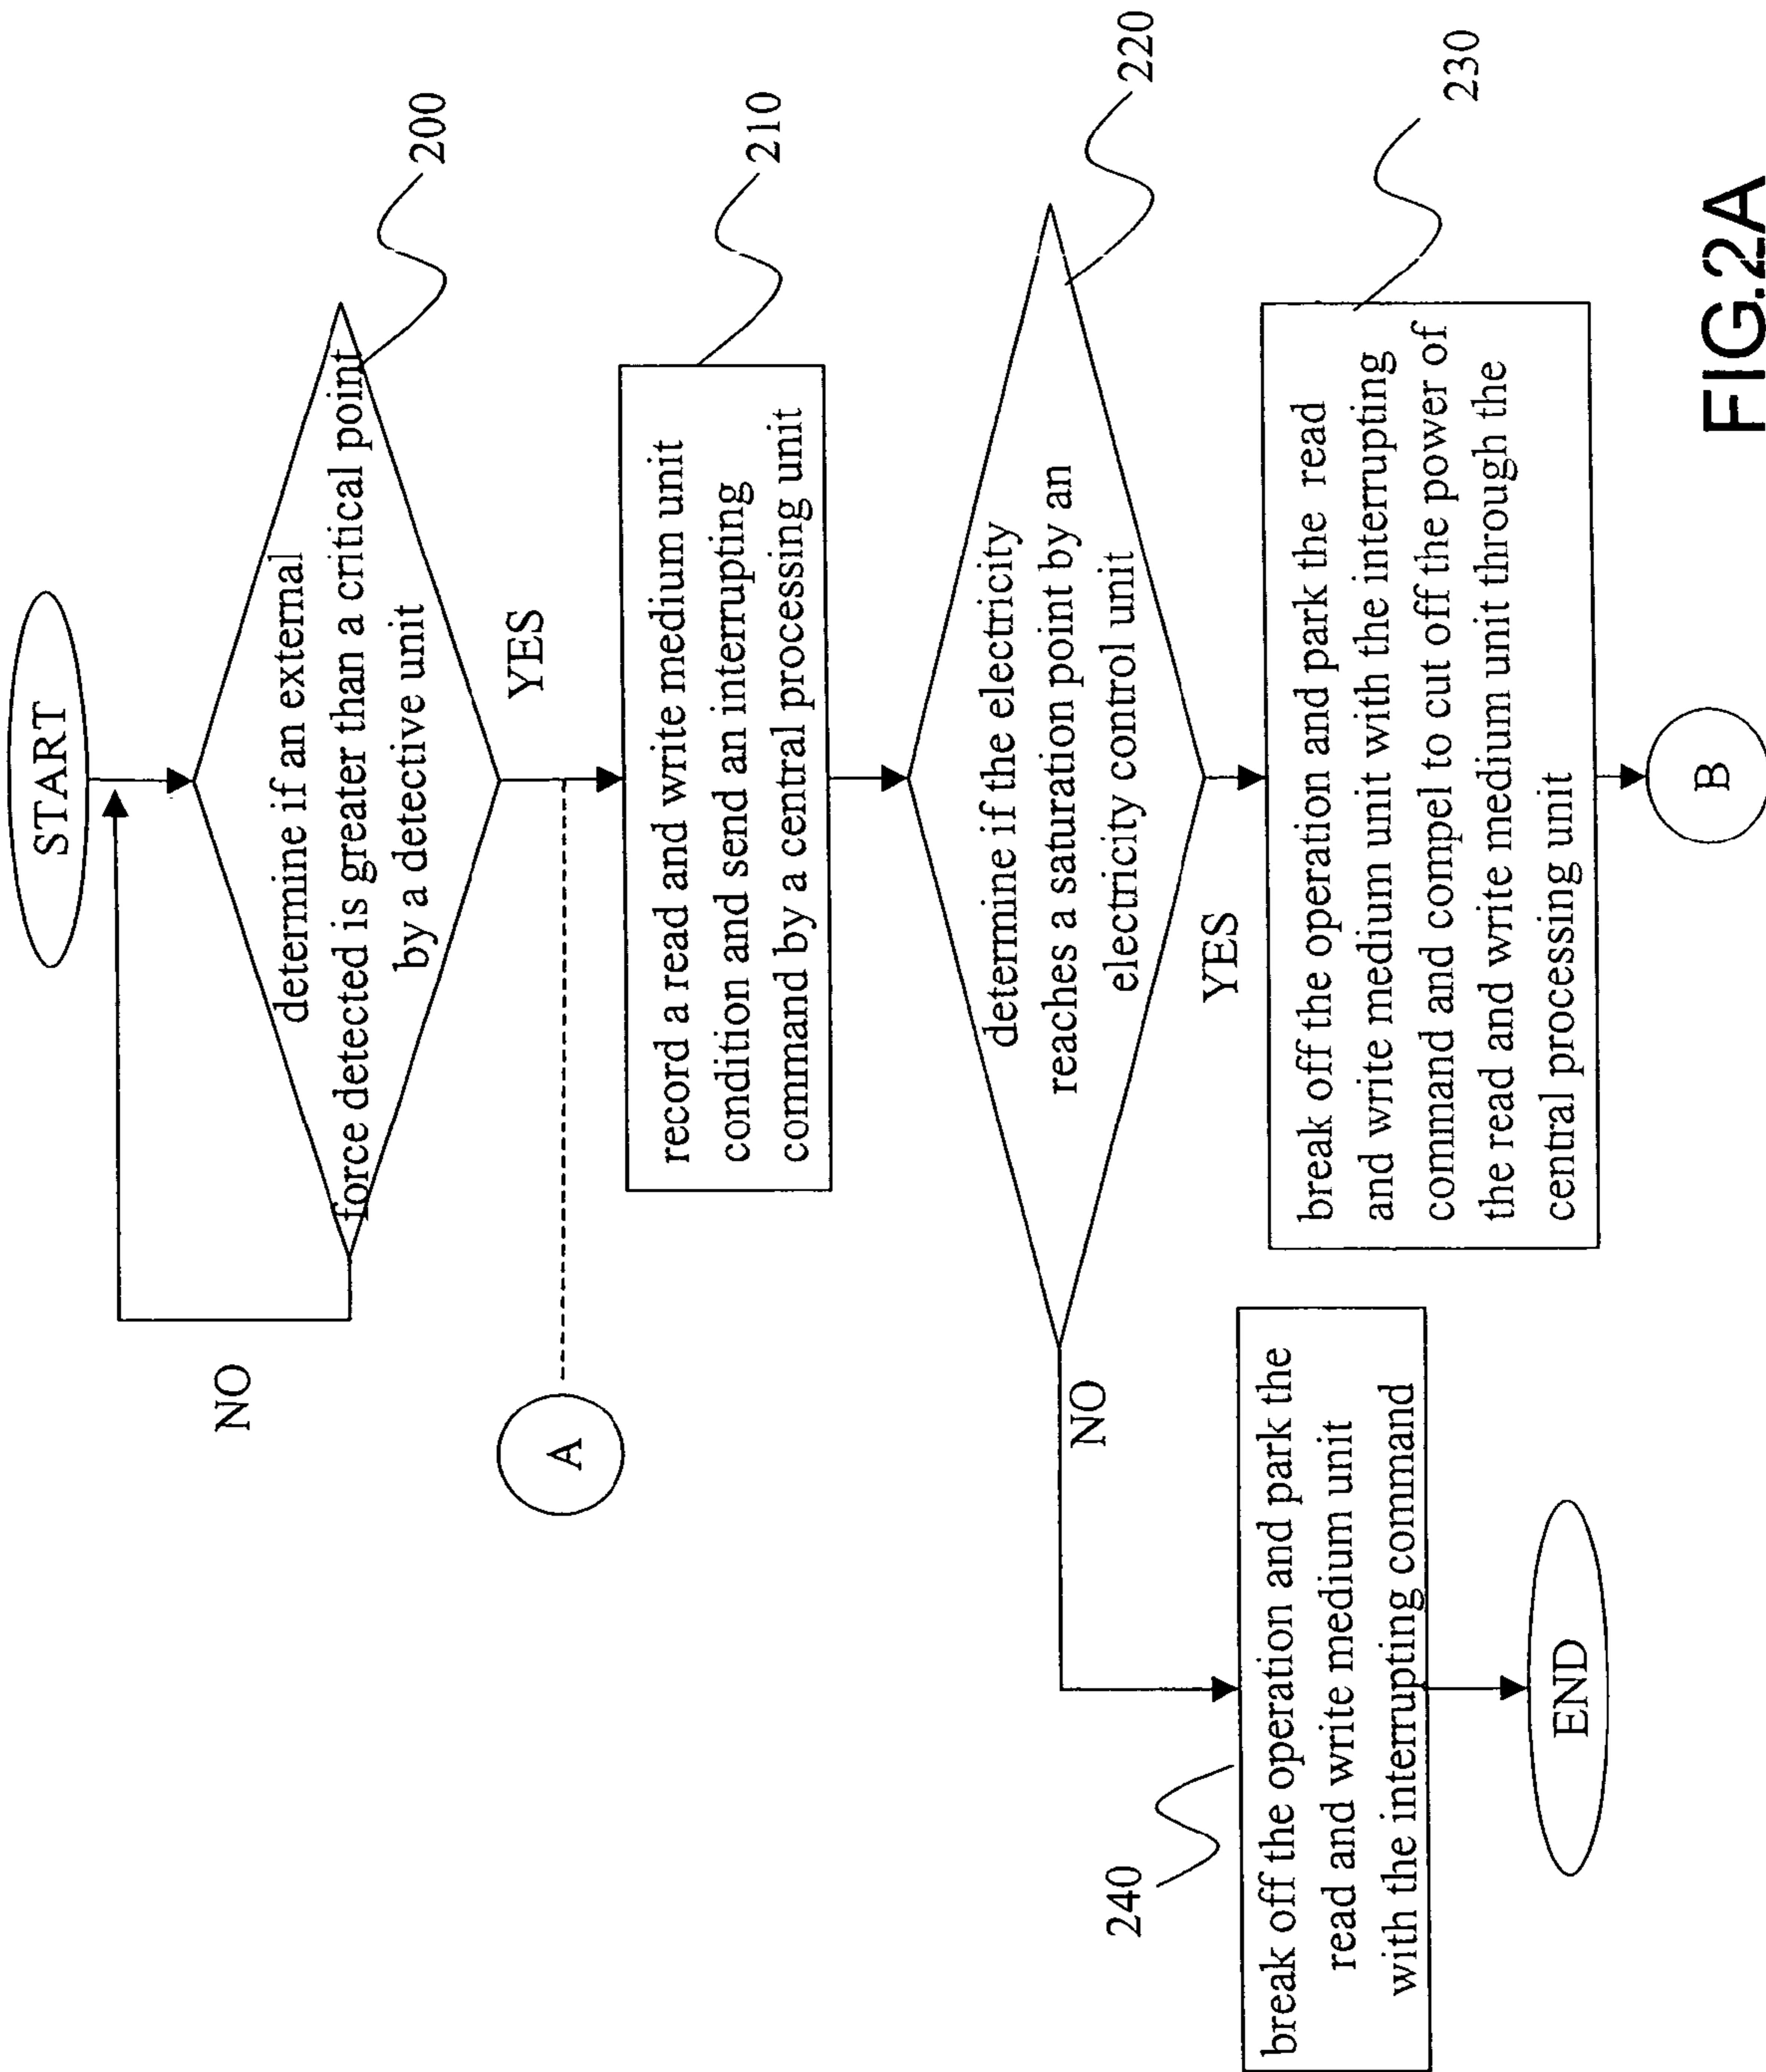 START
determine if an external
force detected is greater than a critical point
by a detective unit
200
NO
YES
A
record a read and write medium unit
condition and send an interrupting
command by a central processing unit
210
determine if the electricity
reaches a saturation point by an
electricity control unit
220
NO
YES
break off the operation and park the
read and write medium unit
with the interrupting command
240
break off the operation and park the read
and write medium unit with the interrupting
command and compel to cut off the power of
the read and write medium unit through the
central processing unit
230
END
B
FIG.2A